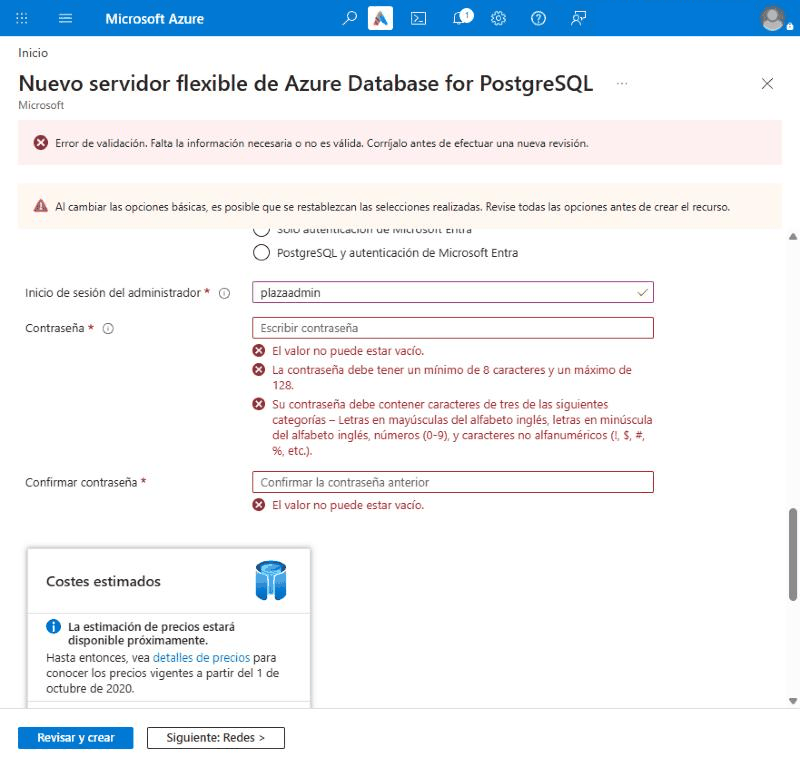 Microsoft Azure
1
Inicio
Nuevo servidor flexible de Azure Database for PostgreSQL ...
Microsoft
Error de validación. Falta la información necesaria o no es válida. Corríjalo antes de efectuar una nueva revisión.
Al cambiar las opciones básicas, es posible que se restablezcan las selecciones realizadas. Revise todas las opciones antes de crear el recurso.
Solo autenticación de Microsoft Entra
PostgreSQL y autenticación de Microsoft Entra
Inicio de sesión del administrador *
plazaadmin
Contraseña *
Escribir contraseña
El valor no puede estar vacío.
La contraseña debe tener un mínimo de 8 caracteres y un máximo de
128.
Su contraseña debe contener caracteres de tres de las siguientes
categorías – Letras en mayúsculas del alfabeto inglés, letras en minúscula
del alfabeto inglés, números (0-9), y caracteres no alfanuméricos (!, $, #,
%, etc.).
Confirmar contraseña *
Confirmar la contraseña anterior
El valor no puede estar vacío.
Costes estimados
La estimación de precios estará
disponible próximamente.
Hasta entonces, vea detalles de precios para
conocer los precios vigentes a partir del 1 de
octubre de 2020.
Revisar y crear
Siguiente: Redes >